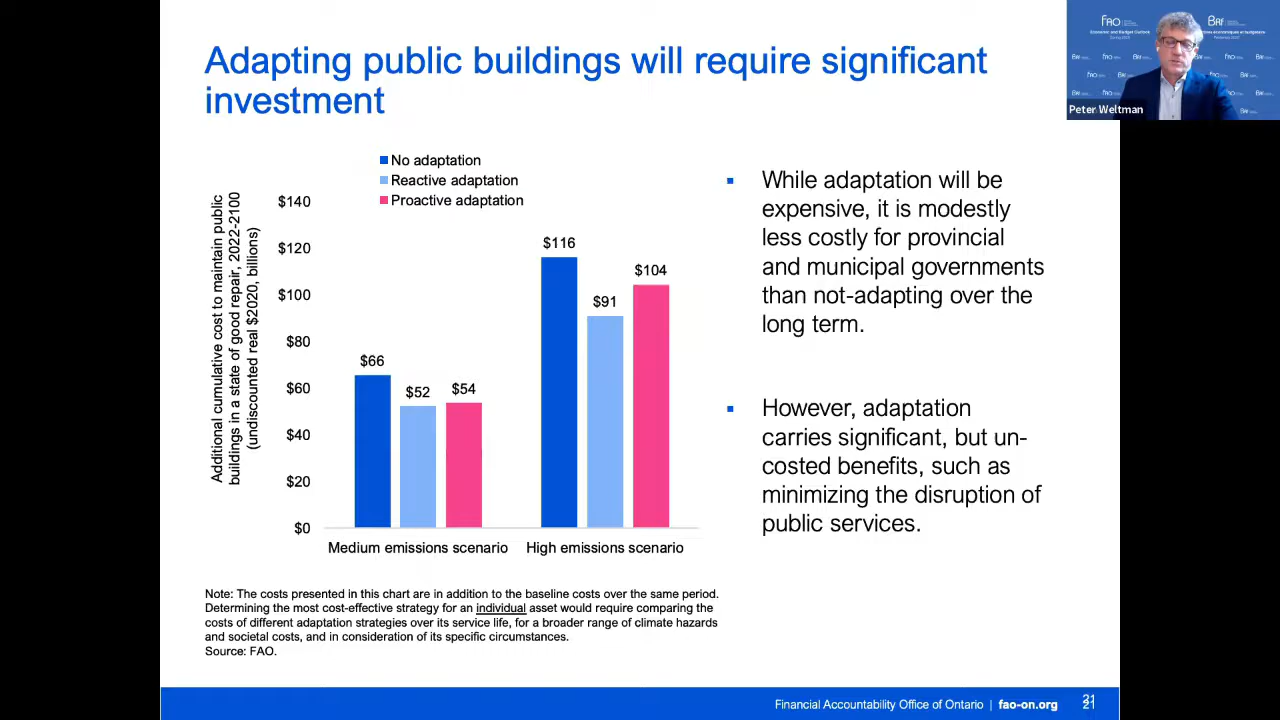 Adapting public buildings will require significant
investment
FAO
BRF
Peter Weltman
No adaptation
Reactive adaptation
Proactive adaptation
Additional cumulative cost to maintain public
buildings in a state of good repair, 2022-2100
(undiscounted real $2020, billions)
$140
$120
$100
$80
$60
$40
$20
$0
$66
$52
$54
$116
$91
$104
Medium emissions scenario
High emissions scenario
While adaptation will be
expensive, it is modestly
less costly for provincial
and municipal governments
than not-adapting over the
long term.
However, adaptation
carries significant, but un-
costed benefits, such as
minimizing the disruption of
public services.
Note: The costs presented in this chart are in addition to the baseline costs over the same period.
Determining the most cost-effective strategy for an individual asset would require comparing the
costs of different adaptation strategies over its service life, for a broader range of climate hazards
and societal costs, and in consideration of its specific circumstances.
Source: FAO.
Financial Accountability Office of Ontario | fao-on.org 21